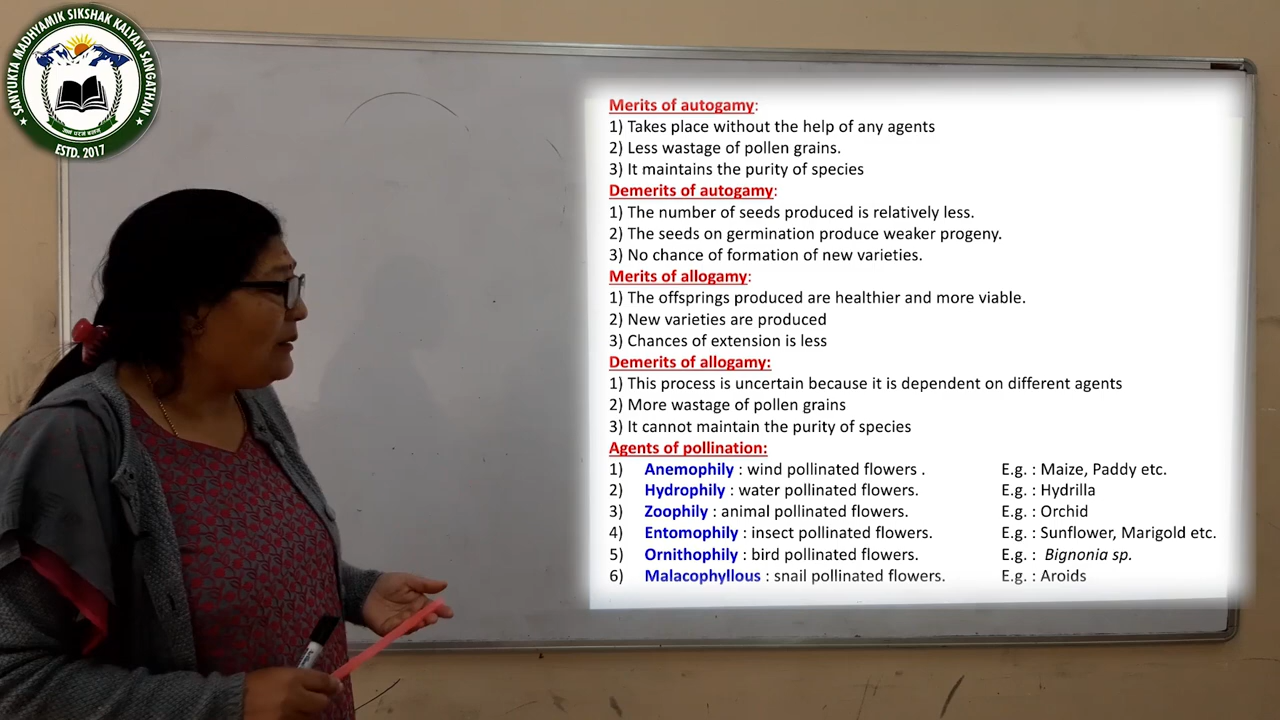 SANYUKTA MADHYAMIK SIKSHAK KALYAN SANGATHAN
ESTD. 2017
Merits of autogamy:
1) Takes place without the help of any agents
2) Less wastage of pollen grains.
3) It maintains the purity of species
Demerits of autogamy:
1) The number of seeds produced is relatively less.
2) The seeds on germination produce weaker progeny.
3) No chance of formation of new varieties.
Merits of allogamy:
1) The offsprings produced are healthier and more viable.
2) New varieties are produced
3) Chances of extension is less
Demerits of allogamy:
1) This process is uncertain because it is dependent on different agents
2) More wastage of pollen grains
3) It cannot maintain the purity of species
Agents of pollination:
1) Anemophily : wind pollinated flowers . E.g. : Maize, Paddy etc.
2) Hydrophily : water pollinated flowers. E.g. : Hydrilla
3) Zoophily : animal pollinated flowers. E.g. : Orchid
4) Entomophily : insect pollinated flowers. E.g. : Sunflower, Marigold etc.
5) Ornithophily : bird pollinated flowers. E.g. : Bignonia sp.
6) Malacophyllous : snail pollinated flowers. E.g. : Aroids